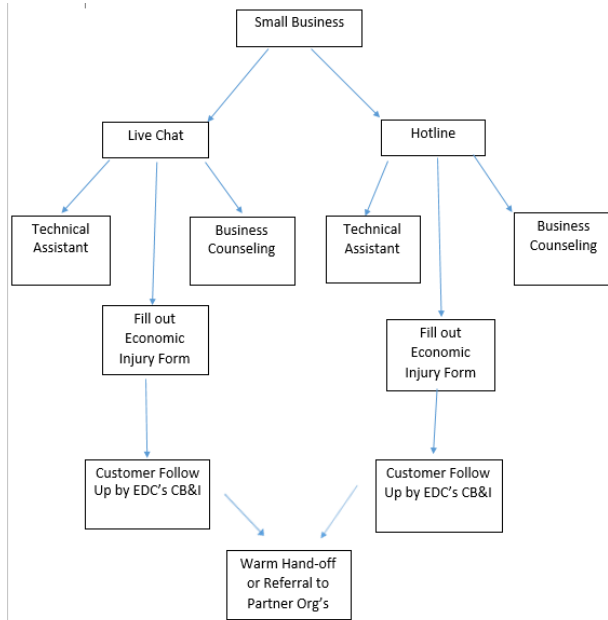 Small Business
Live Chat
Hotline
Technical
Assistant
Business
Counseling
Technical
Assistant
Business
Counseling
Fill out
Economic
Injury Form
Fill out
Economic
Injury Form
Customer Follow
Up by EDC's CB&I
Customer Follow
Up by EDC's CB&I
Warm Hand-off
or Referral to
Partner Org's